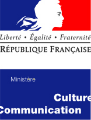 Liberté • Égalité • Fraternité
RÉPUBLIQUE FRANÇAISE
Ministère
Culture
Communication